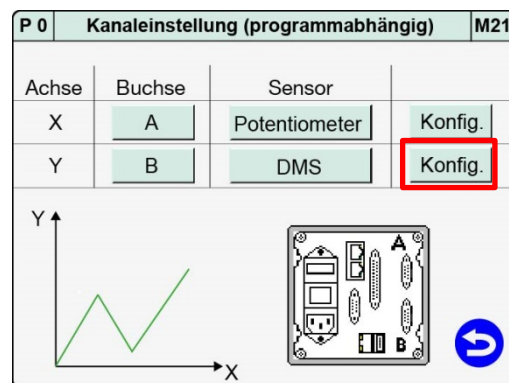 P 0 Kanaleinstellung (programmabhängig) M21
Achse Buchse Sensor
X A Potentiometer Konfig.
Y B DMS Konfig.
Y
A
B
X